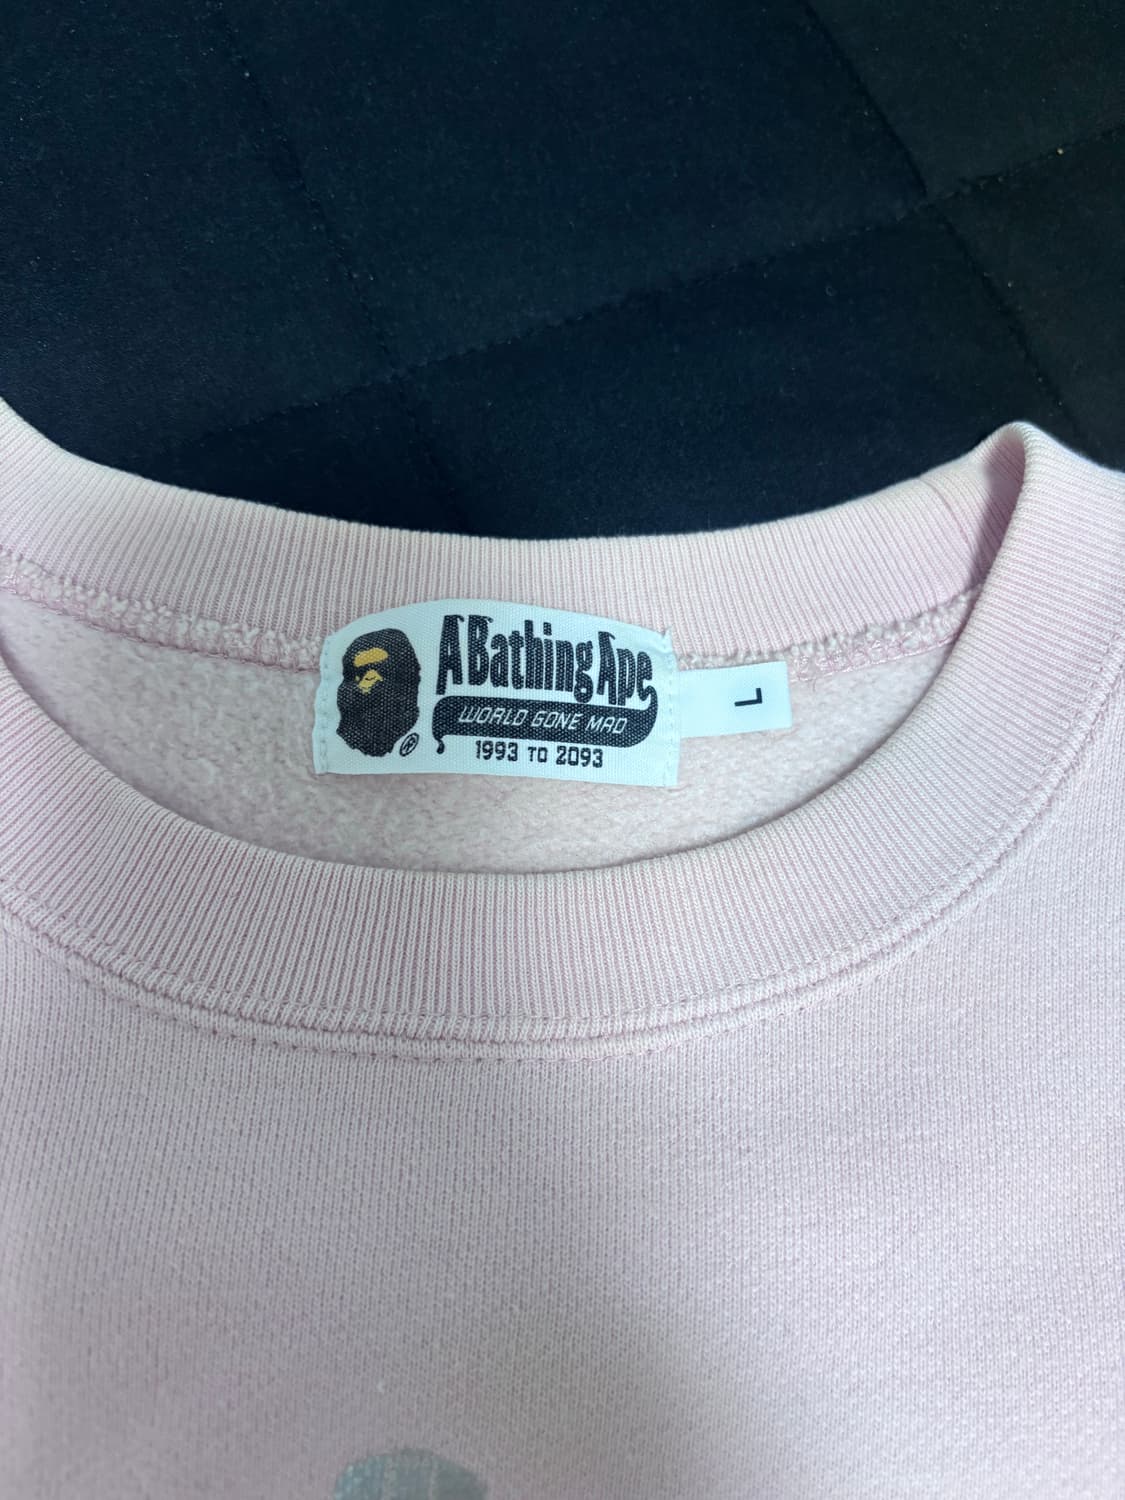 A Bathing Ape
®
WORLD GONE MAD
1993 TO 2093
L